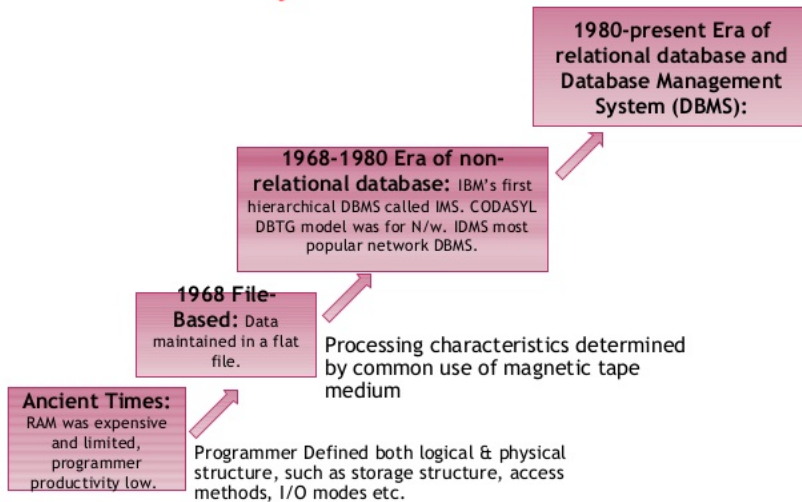 Ancient Times:
RAM was expensive
and limited,
programmer
productivity low.
Programmer Defined both logical & physical
structure, such as storage structure, access
methods, I/O modes etc.
1968 File-
Based: Data
maintained in a flat
file.
Processing characteristics determined
by common use of magnetic tape
medium
1968-1980 Era of non-
relational database: IBM's first
hierarchical DBMS called IMS. CODASYL
DBTG model was for N/w. IDMS most
popular network DBMS.
1980-present Era of
relational database and
Database Management
System (DBMS):